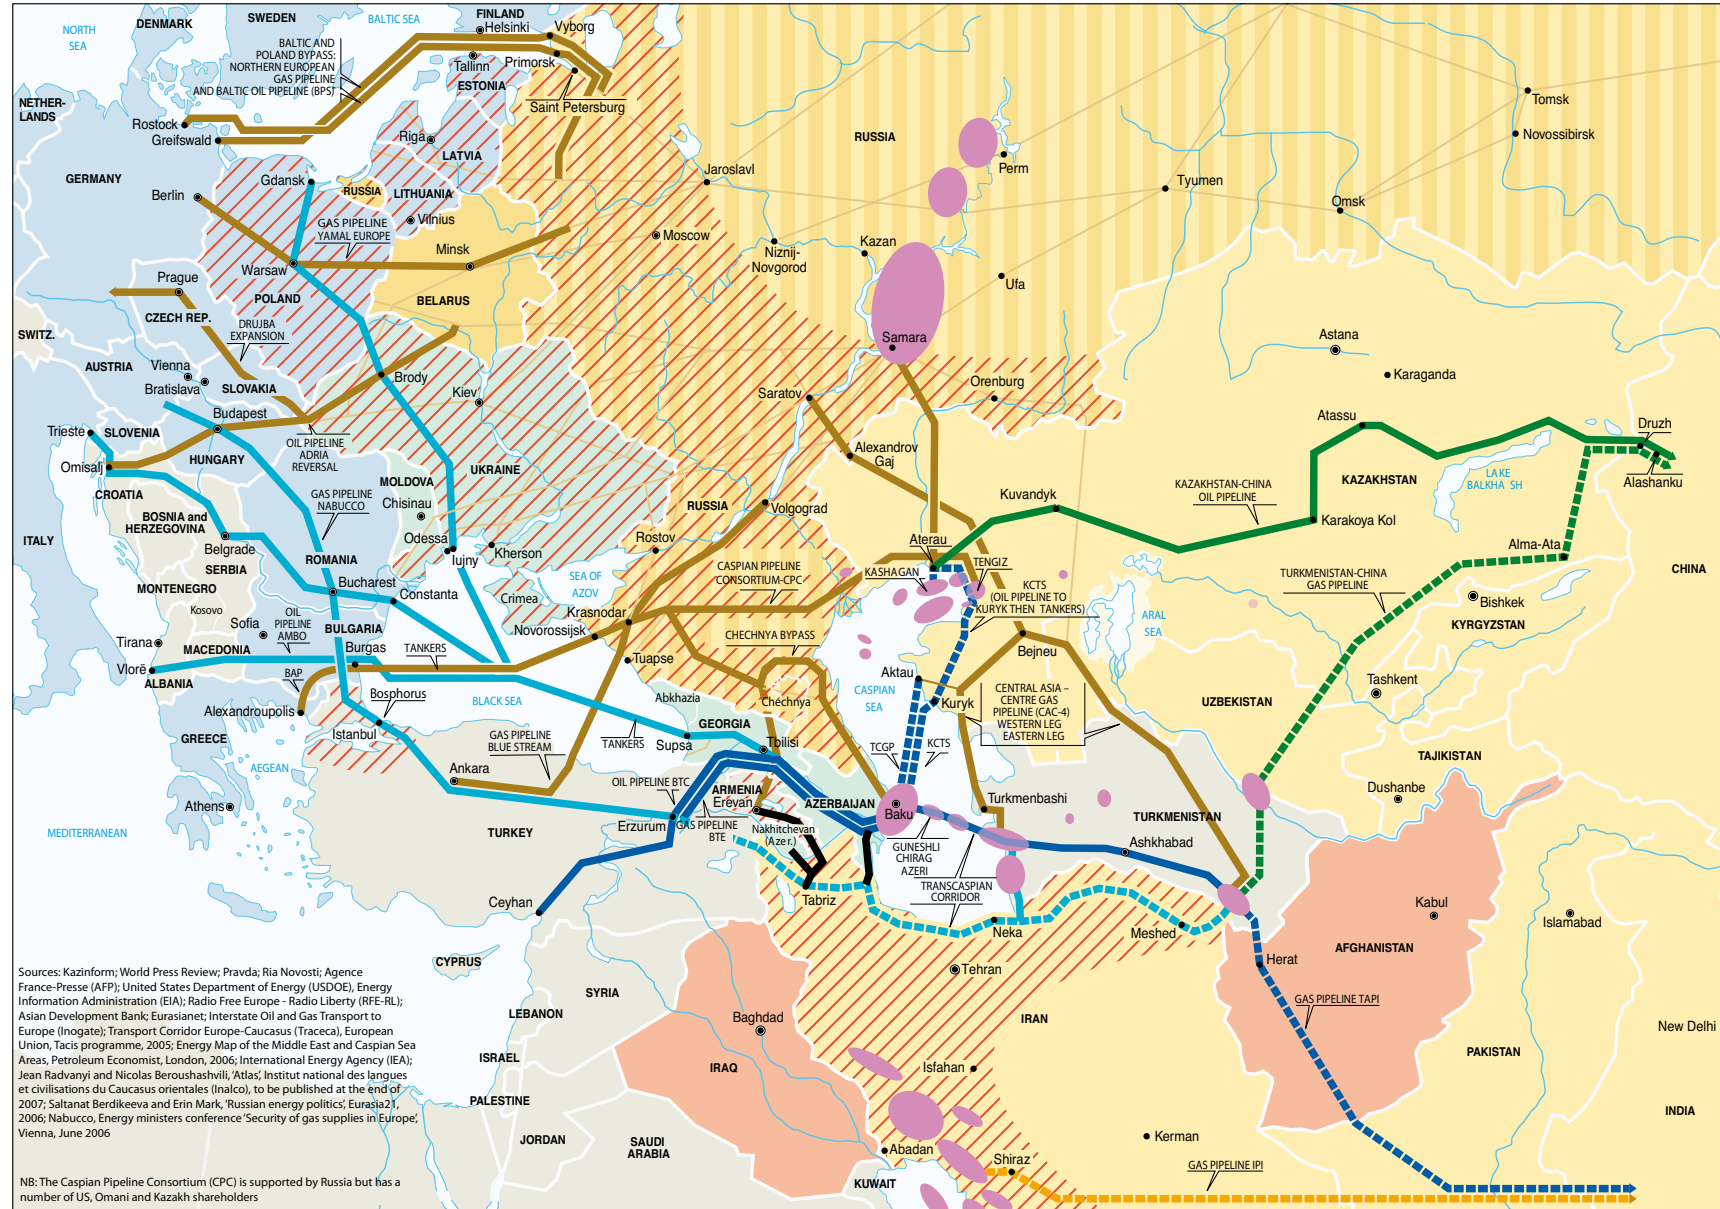 NORTH
SEA
DENMARK
SWEDEN
BALTIC SEA
FINLAND
Helsinki
Vyborg
BALTIC AND
POLAND BYPASS:
NORTHERN EUROPEAN
GAS PIPELINE
AND BALTIC OIL PIPELINE (BPS)
Tallinn
Primorsk
ESTONIA
Saint Petersburg
NETHER-
LANDS
Rostock
Greifswald
Riga
LATVIA
RUSSIA
Perm
Tomsk
Novossibirsk
GERMANY
Berlin
Gdansk
RUSSIA
LITHUANIA
Vilnius
Jaroslavl
Tyumen
Omsk
GAS PIPELINE
YAMAL EUROPE
Minsk
Moscow
Niznij-
Novgorod
Kazan
Ufa
Warsaw
Prague
POLAND
BELARUS
CZECH REP.
DRUJBA
EXPANSION
SWITZ.
Samara
Astana
AUSTRIA
Vienna
Bratislava
SLOVAKIA
Brody
Kiev
Saratov
Orenburg
Karaganda
Budapest
Trieste
SLOVENIA
Atassu
Druzh
OIL PIPELINE
ADRIA
REVERSAL
HUNGARY
Omisalj
UKRAINE
Alexandrov
Gaj
MOLDOVA
Chisinau
KAZAKHSTAN
LAKE
BALKHA SH
Alashanku
KAZAKHSTAN-CHINA
OIL PIPELINE
CROATIA
GAS PIPELINE
NABUCCO
RUSSIA
Volgograd
Kuvandyk
Karakoya Kol
BOSNIA and
HERZEGOVINA
ITALY
Belgrade
SERBIA
Odessa
Iujny
Kherson
Rostov
Aterau
Alma-Ata
ROMANIA
CASPIAN PIPELINE
CONSORTIUM-CPC
KASHAGAN
TENGIZ
TURKMENISTAN-CHINA
GAS PIPELINE
CHINA
MONTENEGRO
Bucharest
Constanta
SEA OF
AZOV
Crimea
KCTS
(OIL PIPELINE TO
KURYK THEN TANKERS)
Kosovo
OIL
PIPELINE
AMBO
Sofia
BULGARIA
Krasnodar
Novorossijsk
ARAL
SEA
Bishkek
KYRGYZSTAN
Tirana
MACEDONIA
Burgas
TANKERS
CHECHNYA BYPASS
Bejneu
Vlorë
ALBANIA
BAP
Tuapse
Aktau
Tashkent
Bosphorus
BLACK SEA
Abkhazia
Chechnya
CASPIAN
SEA
Kuryk
CENTRAL ASIA –
CENTRE GAS
PIPELINE (CAC-4)
WESTERN LEG
EASTERN LEG
UZBEKISTAN
Alexandroupolis
GREECE
Istanbul
GAS PIPELINE
BLUE STREAM
TANKERS
GEORGIA
Supsa
Tbilisi
TCGP
KCTS
TAJIKISTAN
AEGEAN
Ankara
OIL PIPELINE BTC
ARMENIA
Erevan
Dushanbe
Athens
AZERBAIJAN
Baku
Turkmenbashi
TURKMENISTAN
MEDITERRANEAN
TURKEY
Erzurum
GAS PIPELINE
BTE
Nakhitchevan
(Azer.)
GUNESHLI
CHIRAG
AZERI
Ashkhabad
TRANSCASPIAN
CORRIDOR
Ceyhan
Tabriz
Neka
Meshed
Kabul
Islamabad
CYPRUS
Tehran
Herat
AFGHANISTAN
Sources: Kazinform; World Press Review; Pravda; Ria Novosti; Agence
France-Presse (AFP); United States Department of Energy (USDOE), Energy
Information Administration (EIA); Radio Free Europe - Radio Liberty (RFE-RL);
Asian Development Bank; Eurasianet; Interstate Oil and Gas Transport to
Europe (Inogate); Transport Corridor Europe-Caucasus (Traceca), European
Union, Tacis programme, 2005; Energy Map of the Middle East and Caspian Sea
Areas, Petroleum Economist, London, 2006; International Energy Agency (IEA);
Jean Radvanyi and Nicolas Beroushashvili, 'Atlas', Institut national des langues
et civilisations du Caucasus orientales (Inalco), to be published at the end of
2007; Saltanat Berdikeeva and Erin Mark, 'Russian energy politics', Eurasia21,
2006; Nabucco, Energy ministers conference 'Security of gas supplies in Europe',
Vienna, June 2006
SYRIA
LEBANON
Baghdad
IRAN
GAS PIPELINE TAPI
New Delhi
ISRAEL
IRAQ
Isfahan
PAKISTAN
PALESTINE
INDIA
JORDAN
SAUDI
ARABIA
Abadan
Kerman
Shiraz
GAS PIPELINE IPI
KUWAIT
NB: The Caspian Pipeline Consortium (CPC) is supported by Russia but has a
number of US, Omani and Kazakh shareholders